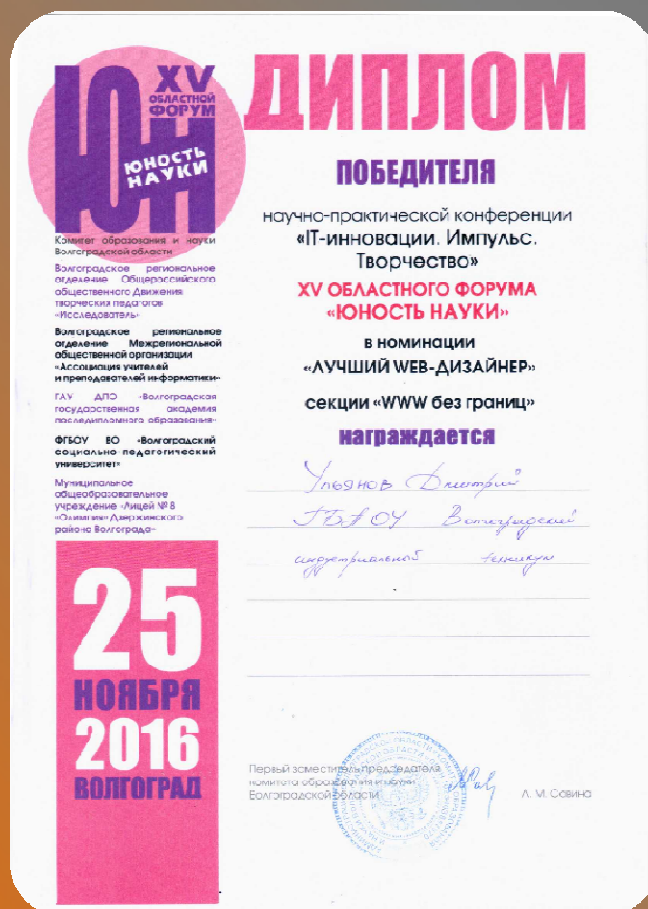 XV
ОБЛАСТНОЙ
ФОРУМ
ЮН
ЮНОСТЬ
НАУКИ
Комитет образования и науки
Волгоградской области
Волгоградское региональное
отделение Общероссийского
общественного Движения
творческих педагогов
«Исследователь»
Волгоградское региональное
отделение Межрегиональной
общественной организации
«Ассоциация учителей
и преподавателей информатики»
ГАУ ДПО «Волгоградская
государственная академия
последипломного образования»
ФГБОУ ВО «Волгоградский
социально-педагогический
университет»
Муниципальное
общеобразовательное
учреждение «Лицей № 8
«Олимпия» Дзержинского
района Волгограда»
25
НОЯБРЯ
2016
ВОЛГОГРАД
ДИПЛОМ
ПОБЕДИТЕЛЯ
научно-практической конференции
«IT-инновации. Импульс.
Творчество»
XV ОБЛАСТНОГО ФОРУМА
«ЮНОСТЬ НАУКИ»
в номинации
«ЛУЧШИЙ WEB-ДИЗАЙНЕР»
секции «WWW без границ»
награждается
Ульянов Дмитрий
Волгоградский
индустриальный техникум
Первый заместитель председателя
комитета образования и науки
Волгоградской области
Л. М. Савина